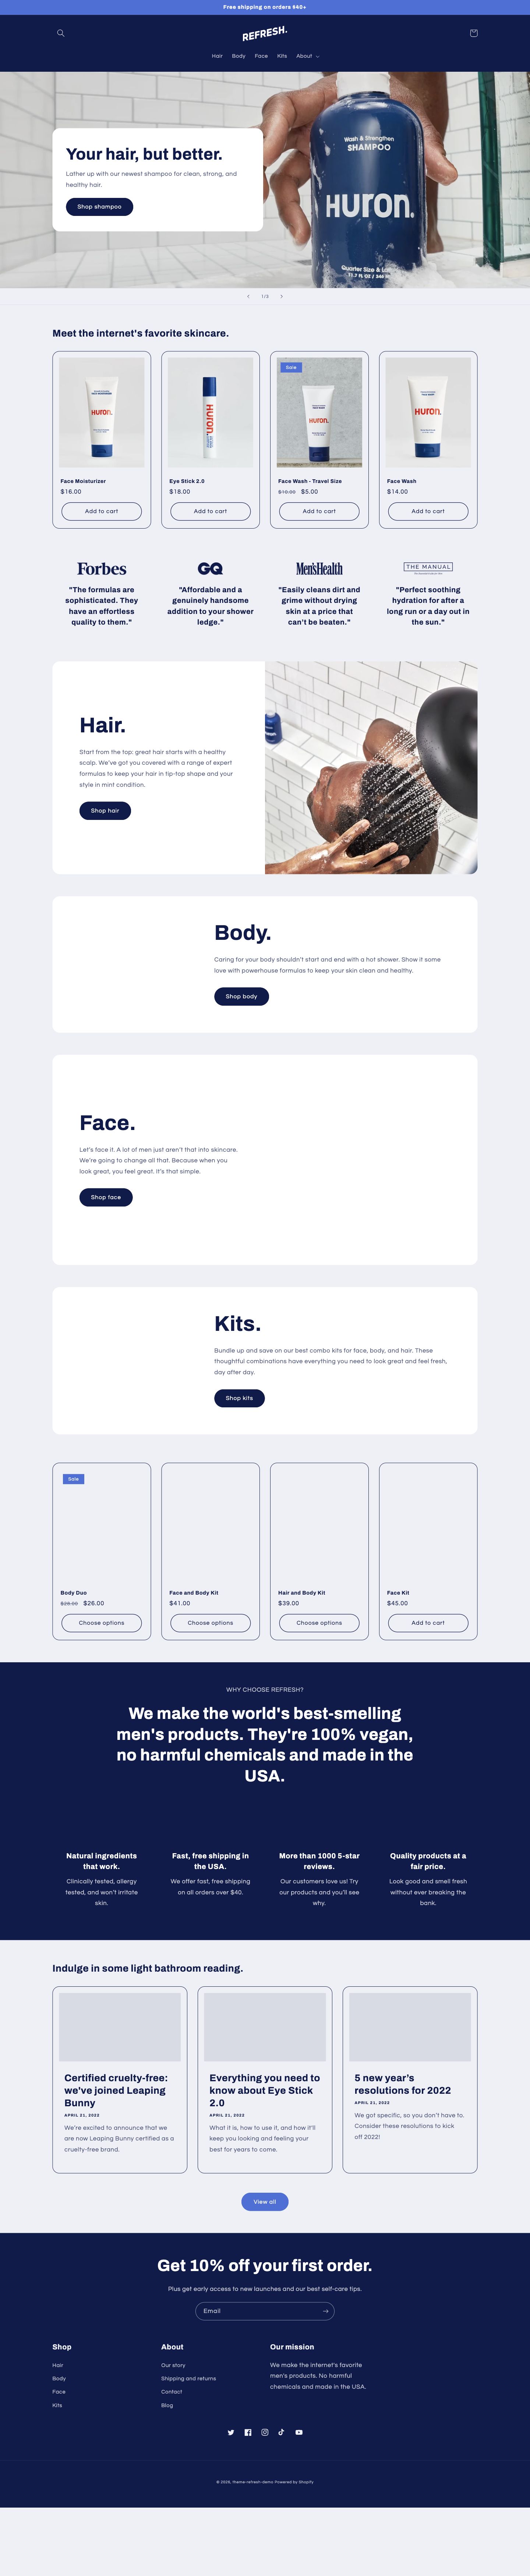 Free shipping on orders $40+
REFRESH.
Hair Body Face Kits About
Your hair, but better.
Lather up with our newest shampoo for clean, strong, and
healthy hair.
Shop shampoo
Wash & Strengthen
SHAMPOO
HURON.
Quarter Size & Lather
11.7 FL OZ / 346 ml
1/3
Meet the internet's favorite skincare.
HURON.
HURON.
Sale
HURON.
HURON.
Face Moisturizer
$16.00
Add to cart
Eye Stick 2.0
$18.00
Add to cart
Face Wash - Travel Size
$10.00 $5.00
Add to cart
Face Wash
$14.00
Add to cart
Forbes
"The formulas are
sophisticated. They
have an effortless
quality to them."
GQ
"Affordable and a
genuinely handsome
addition to your shower
ledge."
Men'sHealth
"Easily cleans dirt and
grime without drying
skin at a price that
can't be beaten."
THE MANUAL
"Perfect soothing
hydration for after a
long run or a day out in
the sun."
Hair.
Start from the top: great hair starts with a healthy
scalp. We've got you covered with a range of expert
formulas to keep your hair in tip-top shape and your
style in mint condition.
Shop hair
Body.
Caring for your body shouldn't start and end with a hot shower. Show it some
love with powerhouse formulas to keep your skin clean and healthy.
Shop body
Face.
Let's face it. A lot of men just aren't that into skincare.
We're going to change all that. Because when you
look great, you feel great. It's that simple.
Shop face
Kits.
Bundle up and save on our best combo kits for face, body, and hair. These
thoughtful combinations have everything you need to look great and feel fresh,
day after day.
Shop kits
Sale
Body Duo
$28.00 $26.00
Choose options
Face and Body Kit
$41.00
Choose options
Hair and Body Kit
$39.00
Choose options
Face Kit
$45.00
Add to cart
WHY CHOOSE REFRESH?
We make the world's best-smelling
men's products. They're 100% vegan,
no harmful chemicals and made in the
USA.
Natural ingredients
that work.
Clinically tested, allergy
tested, and won't irritate
skin.
Fast, free shipping in
the USA.
We offer fast, free shipping
on all orders over $40.
More than 1000 5-star
reviews.
Our customers love us! Try
our products and you'll see
why.
Quality products at a
fair price.
Look good and smell fresh
without ever breaking the
bank.
Indulge in some light bathroom reading.
Certified cruelty-free:
we've joined Leaping
Bunny
APRIL 21, 2022
We're excited to announce that we
are now Leaping Bunny certified as a
cruelty-free brand.
Everything you need to
know about Eye Stick
2.0
APRIL 21, 2022
What it is, how to use it, and how it'll
keep you looking and feeling your
best for years to come.
5 new year's
resolutions for 2022
APRIL 21, 2022
We got specific, so you don't have to.
Consider these resolutions to kick
off 2022!
View all
Get 10% off your first order.
Plus get early access to new launches and our best self-care tips.
Email
Shop
Hair
Body
Face
Kits
About
Our story
Shipping and returns
Contact
Blog
Our mission
We make the internet's favorite
men's products. No harmful
chemicals and made in the USA.
© 2026, theme-refresh-demo Powered by Shopify